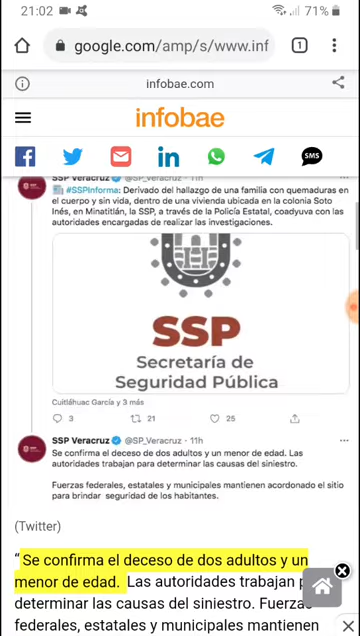 21:02 71%
google.com/amp/s/www.inf 1
infobae.com
infobae
SMS
SSP Veracruz @SP_Veracruz · 11h
#SSPInforma: Derivado del hallazgo de una familia con quemaduras en
el cuerpo y sin vida, dentro de una vivienda ubicada en la colonia Soto
Inés, en Minatitlán, la SSP, a través de la Policía Estatal, coadyuva con las
autoridades encargadas de realizar las investigaciones.
SSP
Secretaría de
Seguridad Pública
Cuitláhuac García y 3 más
3 21 25
SSP Veracruz @SP_Veracruz · 11h
Se confirma el deceso de dos adultos y un menor de edad. Las
autoridades trabajan para determinar las causas del siniestro.
Fuerzas federales, estatales y municipales mantienen acordonado el sitio
para brindar seguridad de los habitantes.
(Twitter)
“ Se confirma el deceso de dos adultos y un
menor de edad. Las autoridades trabajan p
determinar las causas del siniestro. Fuerzas
federales, estatales y municipales mantienen